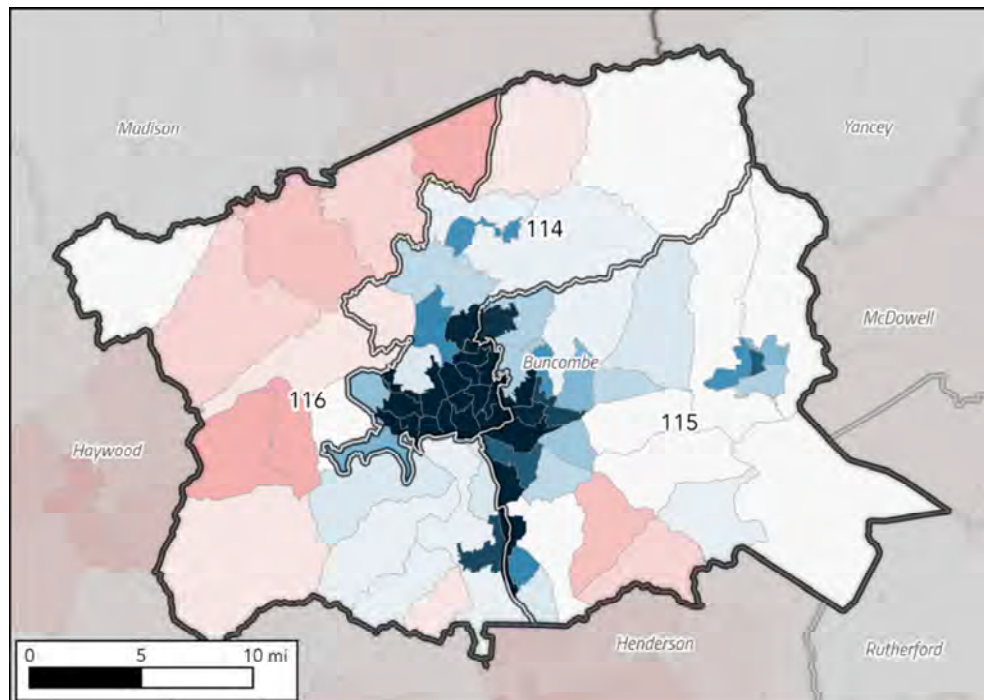 Madison
Yancey
114
McDowell
Buncombe
116
115
Haywood
0 5 10 mi
Henderson
Rutherford